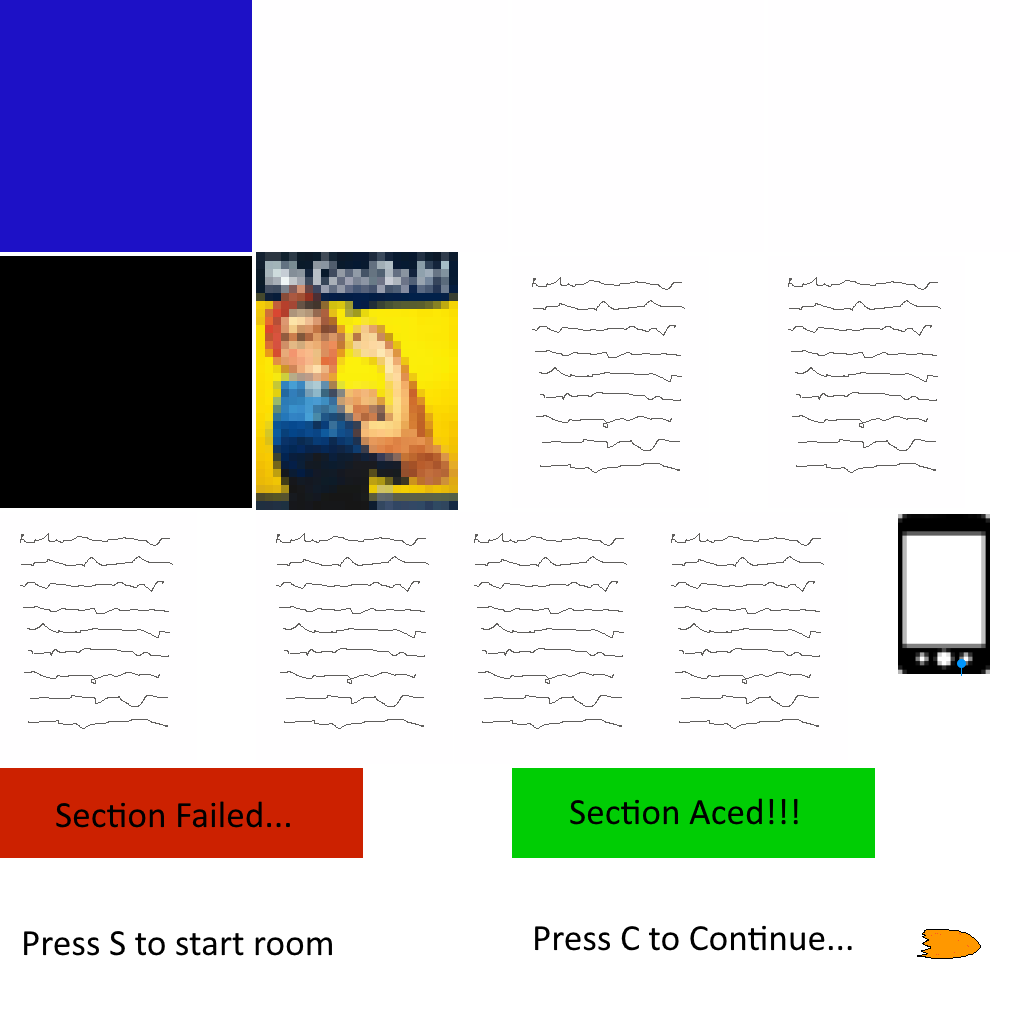 We Can Do It!
Section Failed...
Section Aced!!!
Press S to start room
Press C to Continue...